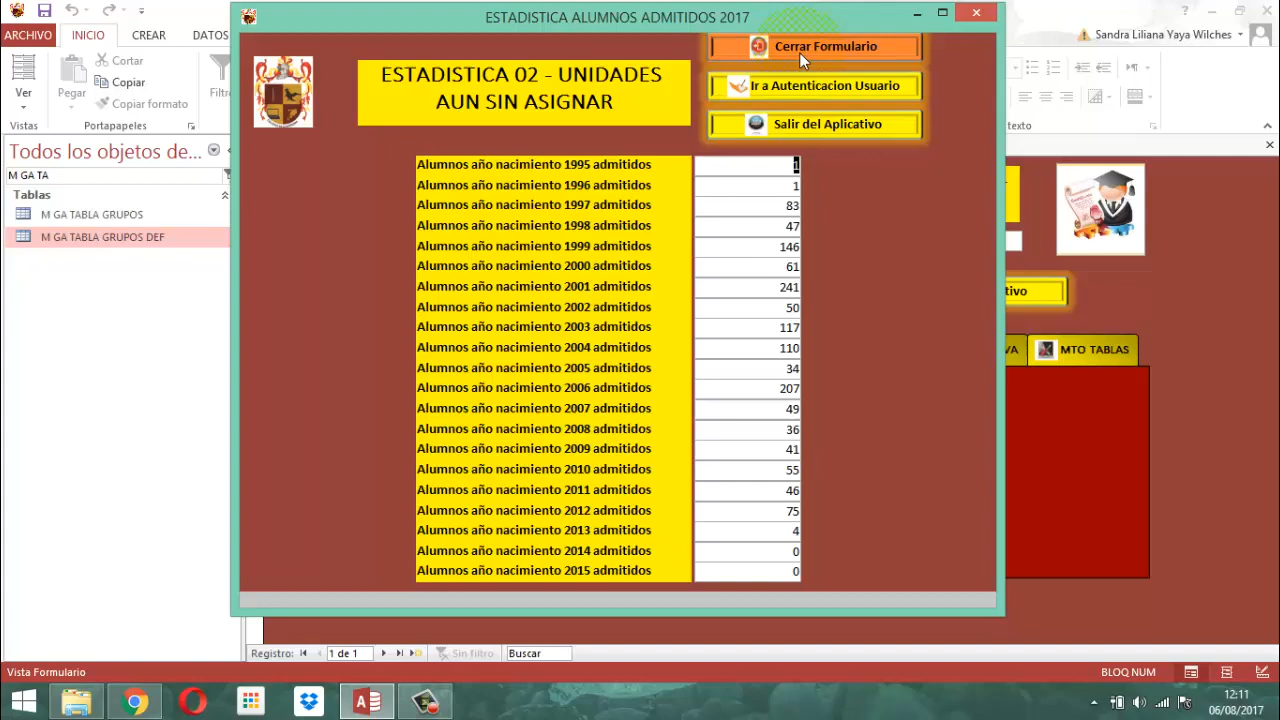 ESTADISTICA ALUMNOS ADMITIDOS 2017
ARCHIVO INICIO CREAR DATOS
Sandra Liliana Yaya Wilches
Ver
Pegar
Cortar
Copiar
Copiar formato
Vistas
Portapapeles
Todos los objetos de...
M GA TA
Tablas
M GA TABLA GRUPOS
M GA TABLA GRUPOS DEF
ESTADISTICA 02 - UNIDADES
AUN SIN ASIGNAR
Cerrar Formulario
Ir a Autenticacion Usuario
Salir del Aplicativo
Alumnos año nacimiento 1995 admitidos 1
Alumnos año nacimiento 1996 admitidos 1
Alumnos año nacimiento 1997 admitidos 83
Alumnos año nacimiento 1998 admitidos 47
Alumnos año nacimiento 1999 admitidos 146
Alumnos año nacimiento 2000 admitidos 61
Alumnos año nacimiento 2001 admitidos 241
Alumnos año nacimiento 2002 admitidos 50
Alumnos año nacimiento 2003 admitidos 117
Alumnos año nacimiento 2004 admitidos 110
Alumnos año nacimiento 2005 admitidos 34
Alumnos año nacimiento 2006 admitidos 207
Alumnos año nacimiento 2007 admitidos 49
Alumnos año nacimiento 2008 admitidos 36
Alumnos año nacimiento 2009 admitidos 41
Alumnos año nacimiento 2010 admitidos 55
Alumnos año nacimiento 2011 admitidos 46
Alumnos año nacimiento 2012 admitidos 75
Alumnos año nacimiento 2013 admitidos 4
Alumnos año nacimiento 2014 admitidos 0
Alumnos año nacimiento 2015 admitidos 0
MTO TABLAS
Registro: 1 de 1 Sin filtro Buscar
Vista Formulario BLOQ NUM
12:11
06/08/2017